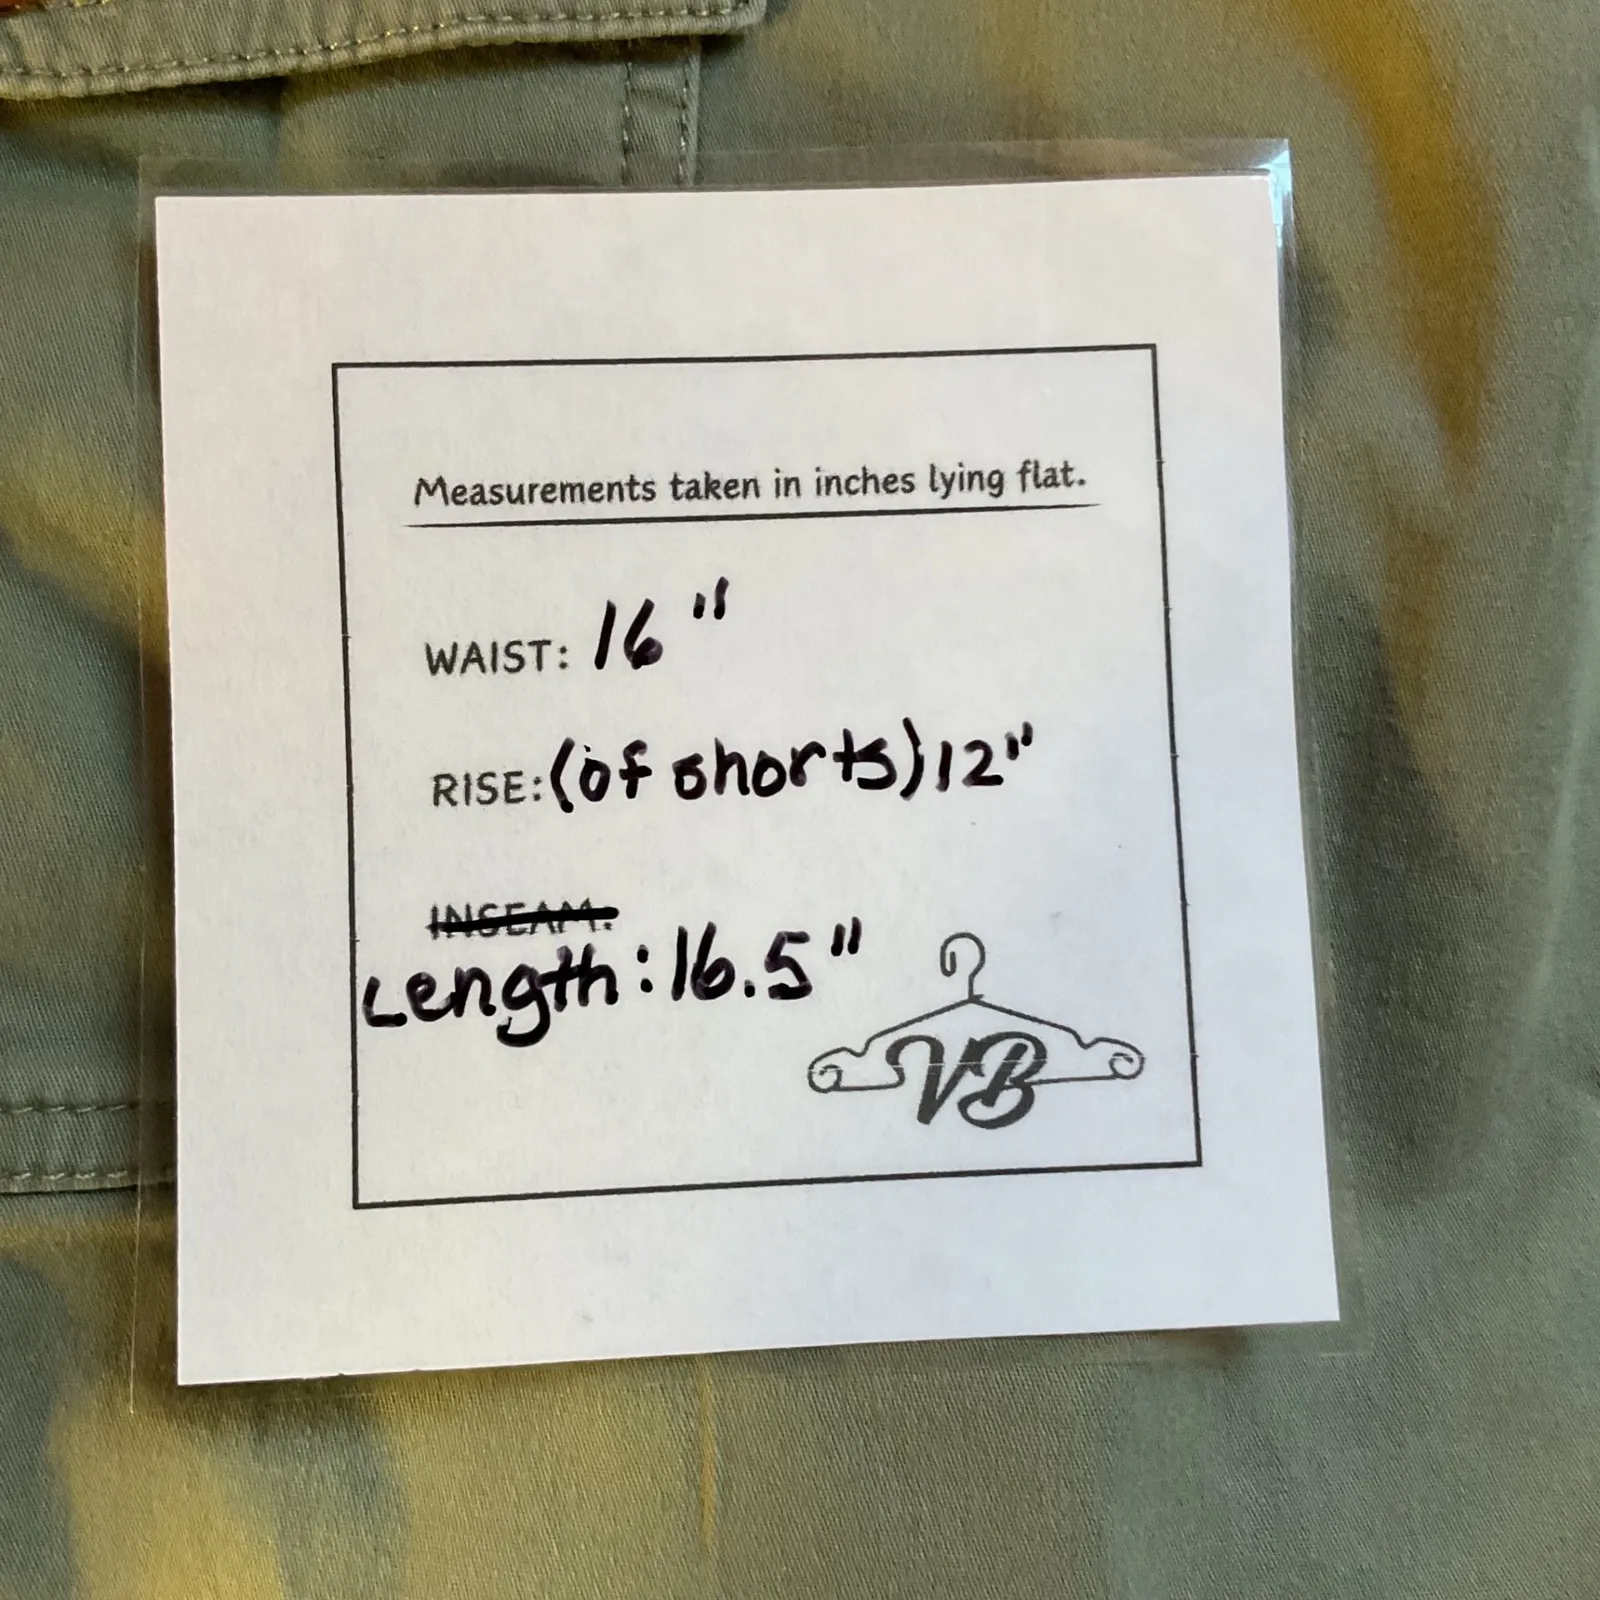 Measurements taken in inches lying flat.
WAIST: 16"
RISE: (of shorts) 12"
INSEAM:
Length: 16.5"
VB